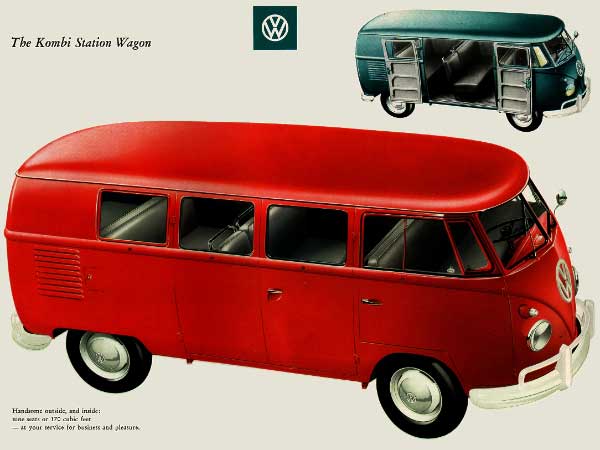 The Kombi Station Wagon
Handsome outside, and inside:
nine seats or 170 cubic feet
— at your service for business and pleasure.